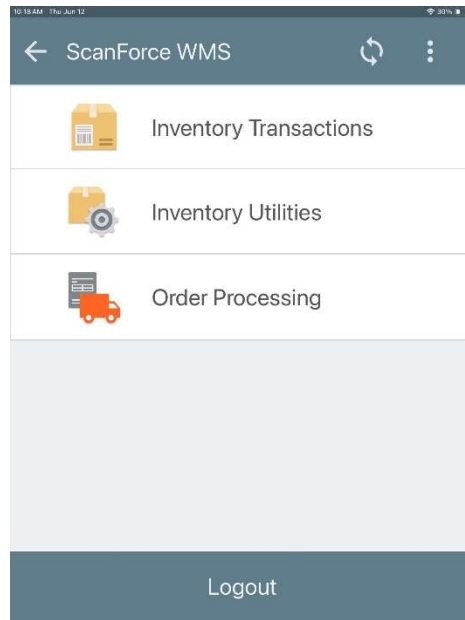 10:18 AM Thu Jun 12 30%
ScanForce WMS
Inventory Transactions
Inventory Utilities
Order Processing
Logout